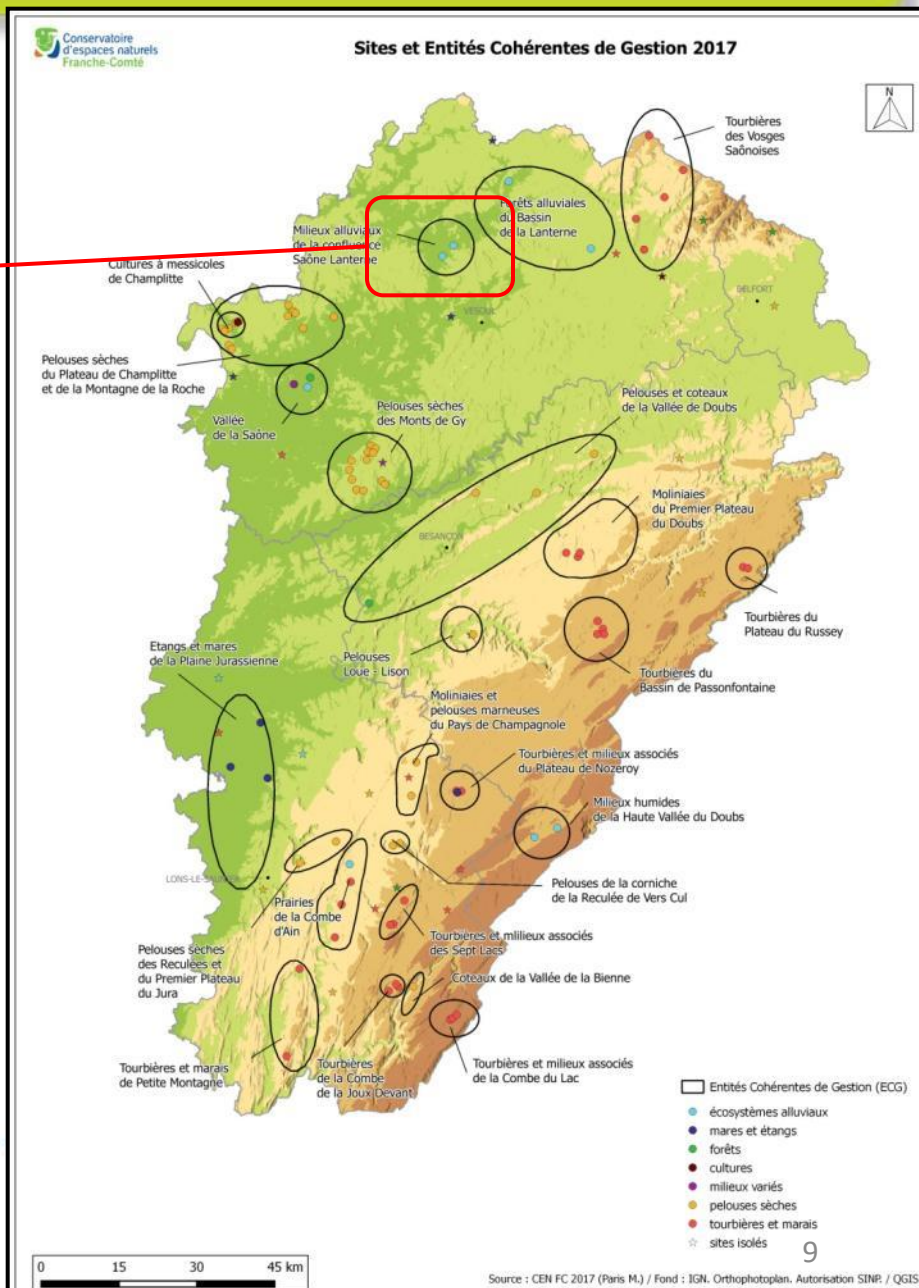 Conservatoire
d'espaces naturels
Franche-Comté
Sites et Entités Cohérentes de Gestion 2017
N
Tourbières
des Vosges
Saônoises
Forêts alluviales
du Bassin
de la Lanterne
Milieux alluviaux
de la confluence
Saône Lanterne
Cultures à messicoles
de Champlitte
BELFORT
VESOUL
Pelouses sèches
du Plateau de Champlitte
et de la Montagne de la Roche
Pelouses et coteaux
de la Vallée de Doubs
Vallée
de la Saône
Pelouses sèches
des Monts de Gy
Moliniaies
du Premier Plateau
du Doubs
BESANÇON
Tourbières du
Plateau du Russey
Etangs et mares
de la Plaine Jurassienne
Pelouses
Loue - Lison
Tourbières du
Bassin de Passonfontaine
Moliniaies et
pelouses marneuses
du Pays de Champagnole
Tourbières et milieux associés
du Plateau de Nozeroy
Milieux humides
de la Haute Vallée du Doubs
LONS-LE-SAUNIER
Pelouses de la corniche
de la Reculée de Vers Cul
Prairies
de la Combe
d'Ain
Tourbières et mlilieux associés
des Sept Lacs
Pelouses sèches
des Reculées et
du Premier Plateau
du Jura
Coteaux de la Vallée de la Bienne
Tourbières et marais
de Petite Montagne
Tourbières
de la Combe
de la Joux Devant
Tourbières et milieux associés
de la Combe du Lac
Entités Cohérentes de Gestion (ECG)
écosystèmes alluviaux
mares et étangs
forêts
cultures
milieux variés
pelouses sèches
tourbières et marais
sites isolés
9
0 15 30 45 km
Source : CEN FC 2017 (Paris M.) / Fond : IGN. Orthophotoplan. Autorisation SINP. / QGIS